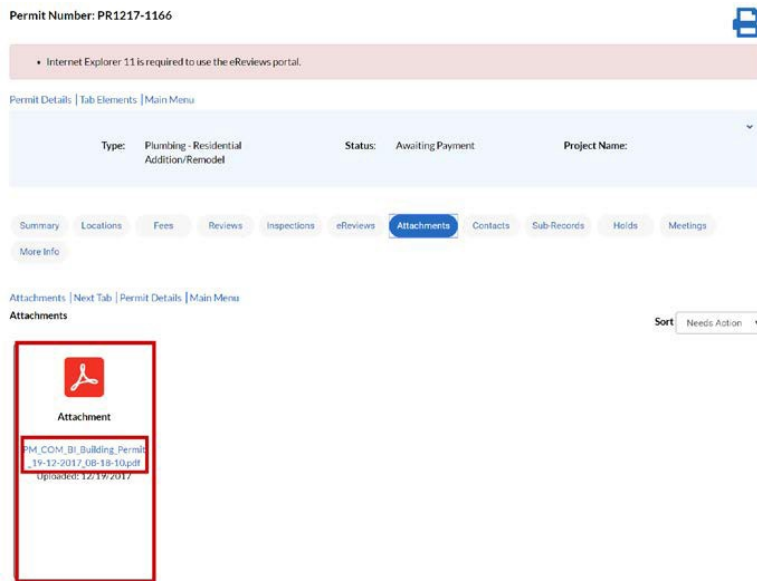 Permit Number: PR1217-1166
• Internet Explorer 11 is required to use the eReviews portal.
Permit Details | Tab Elements | Main Menu
Type: Plumbing - Residential Status: Awaiting Payment Project Name:
Addition/Remodel
Summary Locations Fees Reviews Inspections eReviews Attachments Contacts Sub-Records Holds Meetings
More Info
Attachments | Next Tab | Permit Details | Main Menu
Attachments
Sort Needs Action
Attachment
PM_COM_BI_Building_Permit
_19-12-2017_08-18-10.pdf
Uploaded: 12/19/2017